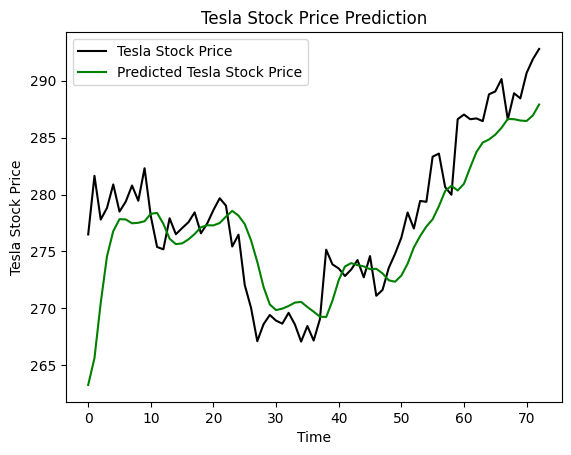 Tesla Stock Price Prediction
Tesla Stock Price
Predicted Tesla Stock Price
Tesla Stock Price
290
285
280
275
270
265
0 10 20 30 40 50 60 70
Time